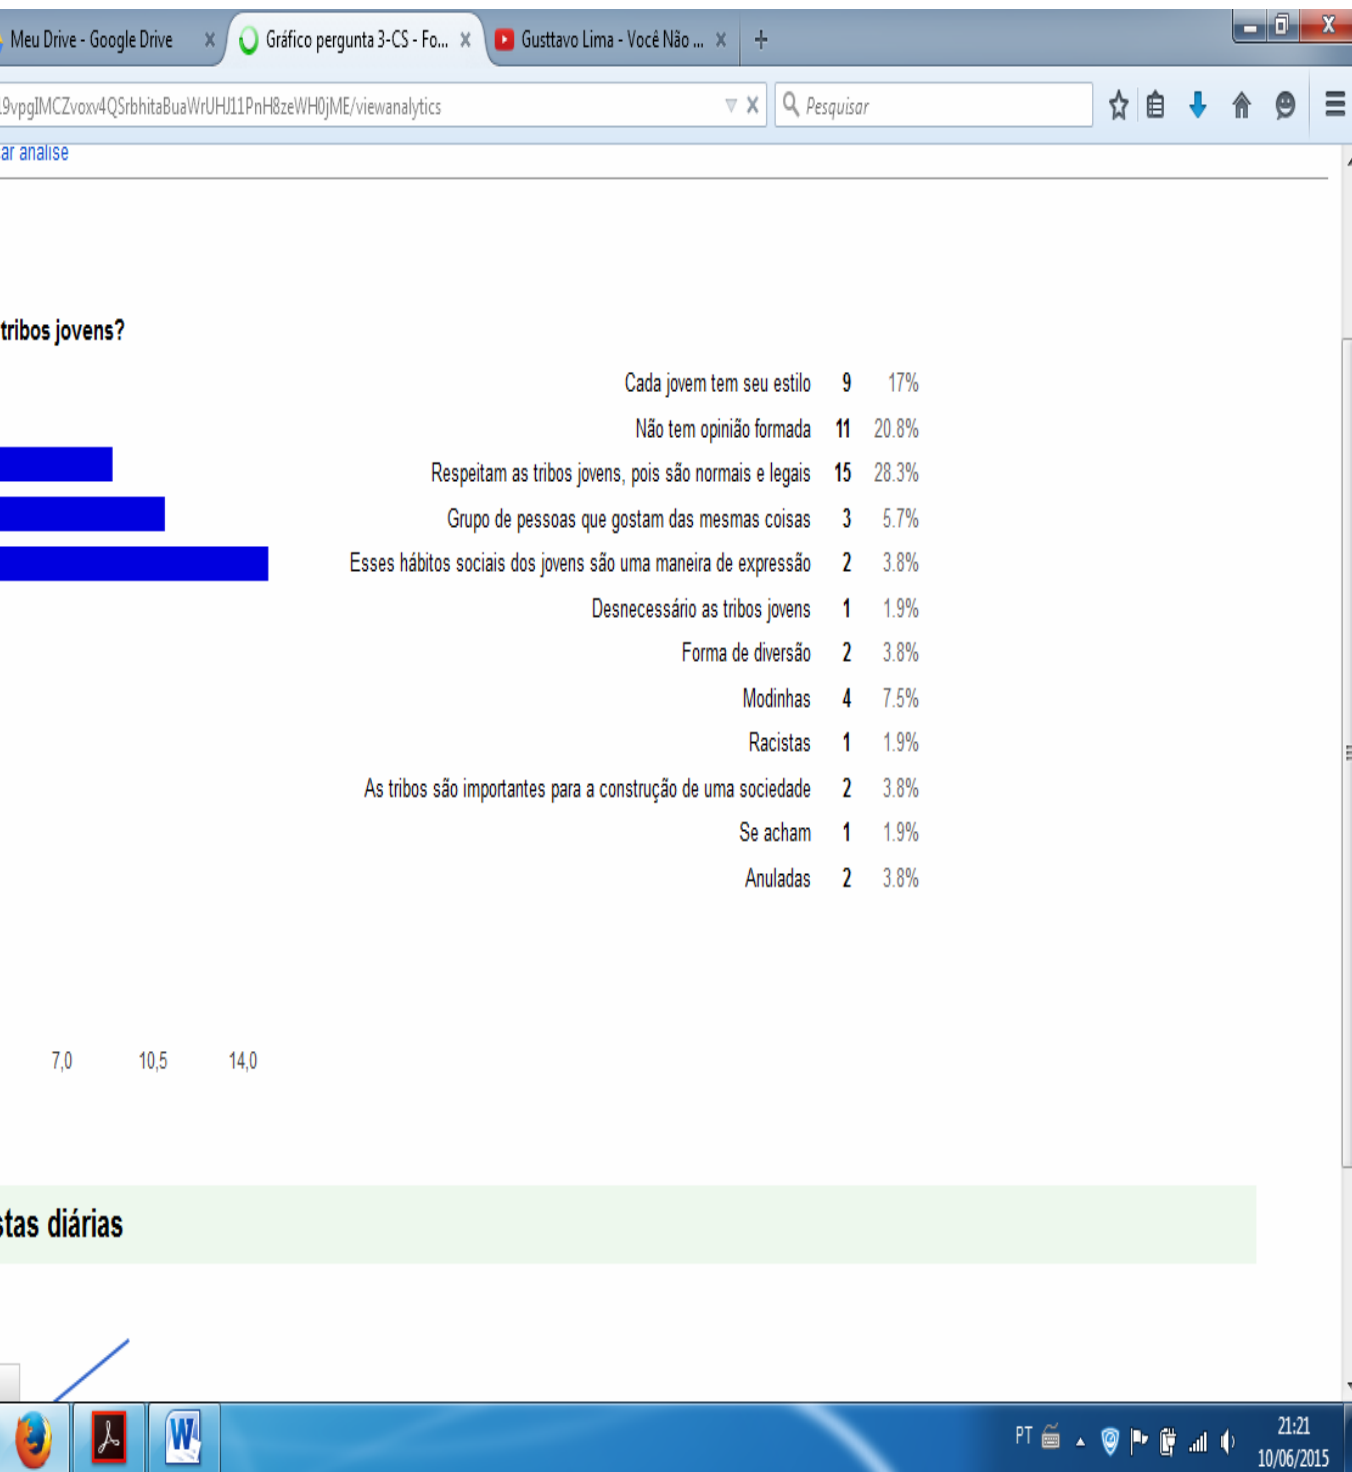 Meu Drive - Google Drive
Gráfico pergunta 3-CS - Fo...
Gusttavo Lima - Você Não ...
Pesquisar
tribos jovens?
Cada jovem tem seu estilo 9 17%
Não tem opinião formada 11 20.8%
Respeitam as tribos jovens, pois são normais e legais 15 28.3%
Grupo de pessoas que gostam das mesmas coisas 3 5.7%
Esses hábitos sociais dos jovens são uma maneira de expressão 2 3.8%
Desnecessário as tribos jovens 1 1.9%
Forma de diversão 2 3.8%
Modinhas 4 7.5%
Racistas 1 1.9%
As tribos são importantes para a construção de uma sociedade 2 3.8%
Se acham 1 1.9%
Anuladas 2 3.8%
7,0 10,5 14,0
stas diárias
PT
21:21
10/06/2015